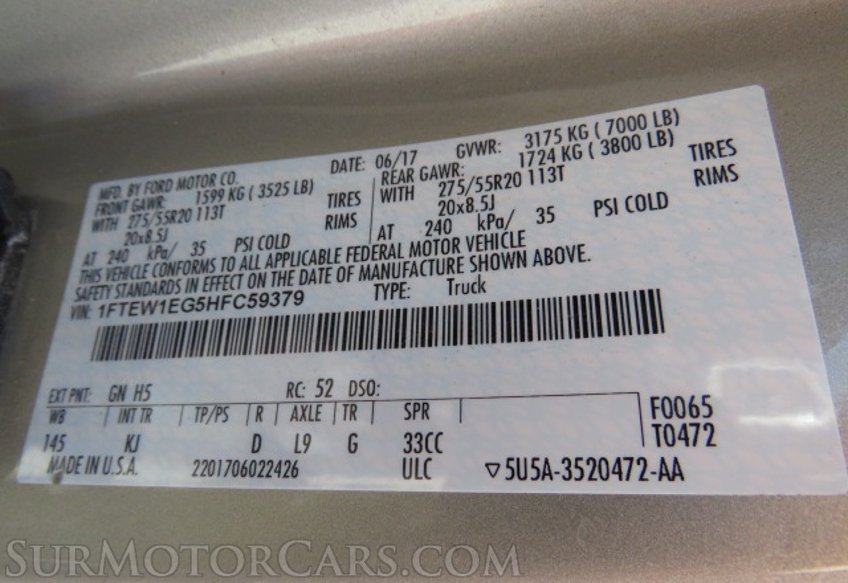 MFD. BY FORD MOTOR CO. DATE: 06/17 GVWR: 3175 KG ( 7000 LB)
FRONT GAWR: 1599 KG ( 3525 LB) REAR GAWR: 1724 KG ( 3800 LB)
WITH 275/55R20 113T TIRES WITH 275/55R20 113T TIRES
20x8.5J RIMS 20x8.5J RIMS
AT 240 kPa/ 35 PSI COLD AT 240 kPa/ 35 PSI COLD
THIS VEHICLE CONFORMS TO ALL APPLICABLE FEDERAL MOTOR VEHICLE
SAFETY STANDARDS IN EFFECT ON THE DATE OF MANUFACTURE SHOWN ABOVE.
VIN: 1FTEW1EG5HFC59379 TYPE: Truck
EXT PNT: GN H5 RC: 52 DSO:
WB INT TR TP/PS R AXLE TR SPR F0065
145 KJ D L9 G 33CC T0472
MADE IN U.S.A. 2201706022426 ULC ▽5U5A-3520472-AA
SURMOTORCARS.COM